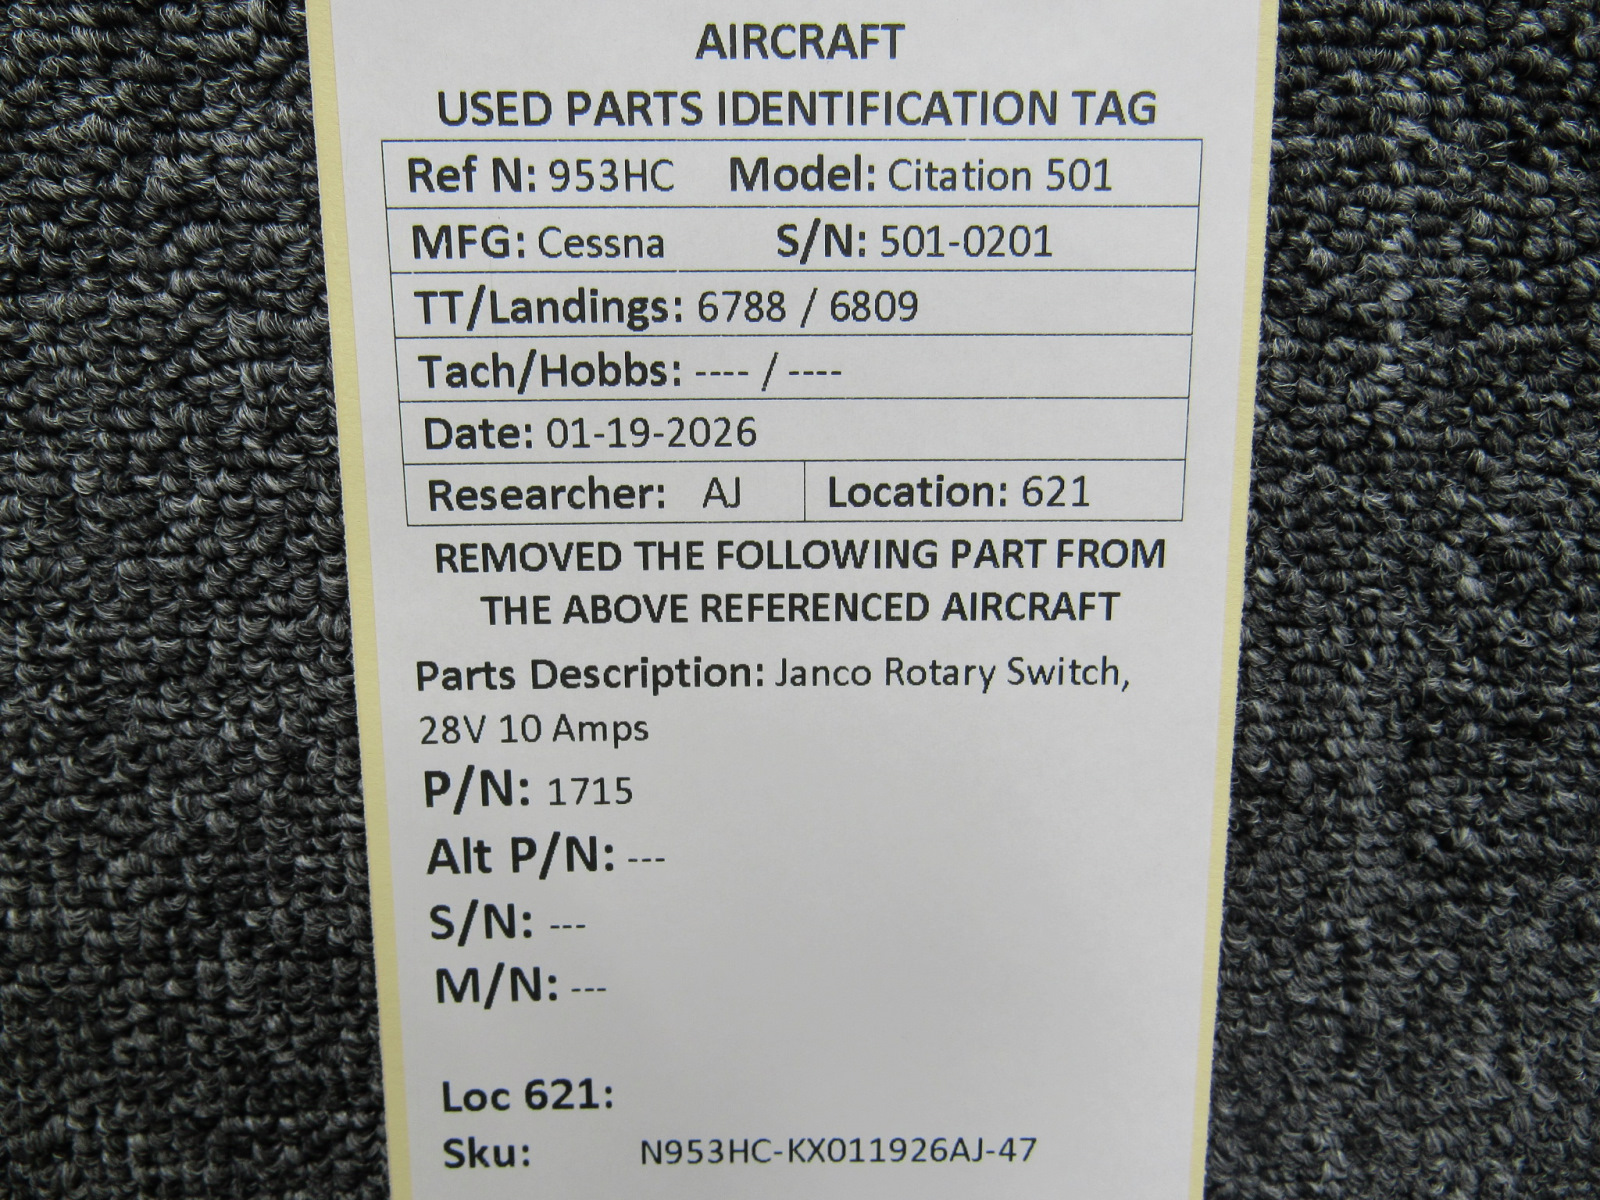 AIRCRAFT
USED PARTS IDENTIFICATION TAG
Ref N: 953HC Model: Citation 501
MFG: Cessna S/N: 501-0201
TT/Landings: 6788 / 6809
Tach/Hobbs: ---- / ----
Date: 01-19-2026
Researcher: AJ Location: 621
REMOVED THE FOLLOWING PART FROM
THE ABOVE REFERENCED AIRCRAFT
Parts Description: Janco Rotary Switch,
28V 10 Amps
P/N: 1715
Alt P/N: ---
S/N: ---
M/N: ---
Loc 621:
Sku: N953HC-KX011926AJ-47